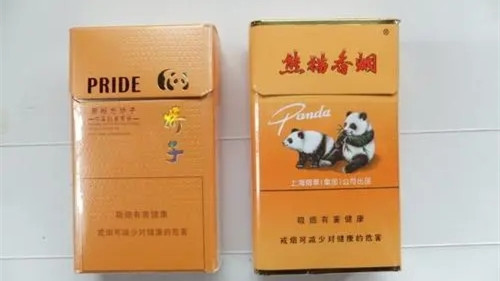 PRIDE
娇子
吸烟有害健康
戒烟可减少对健康的危害
熊猫香烟
®
Panda
上海烟草(集团)公司出品
吸烟有害健康
戒烟可减少对健康的危害